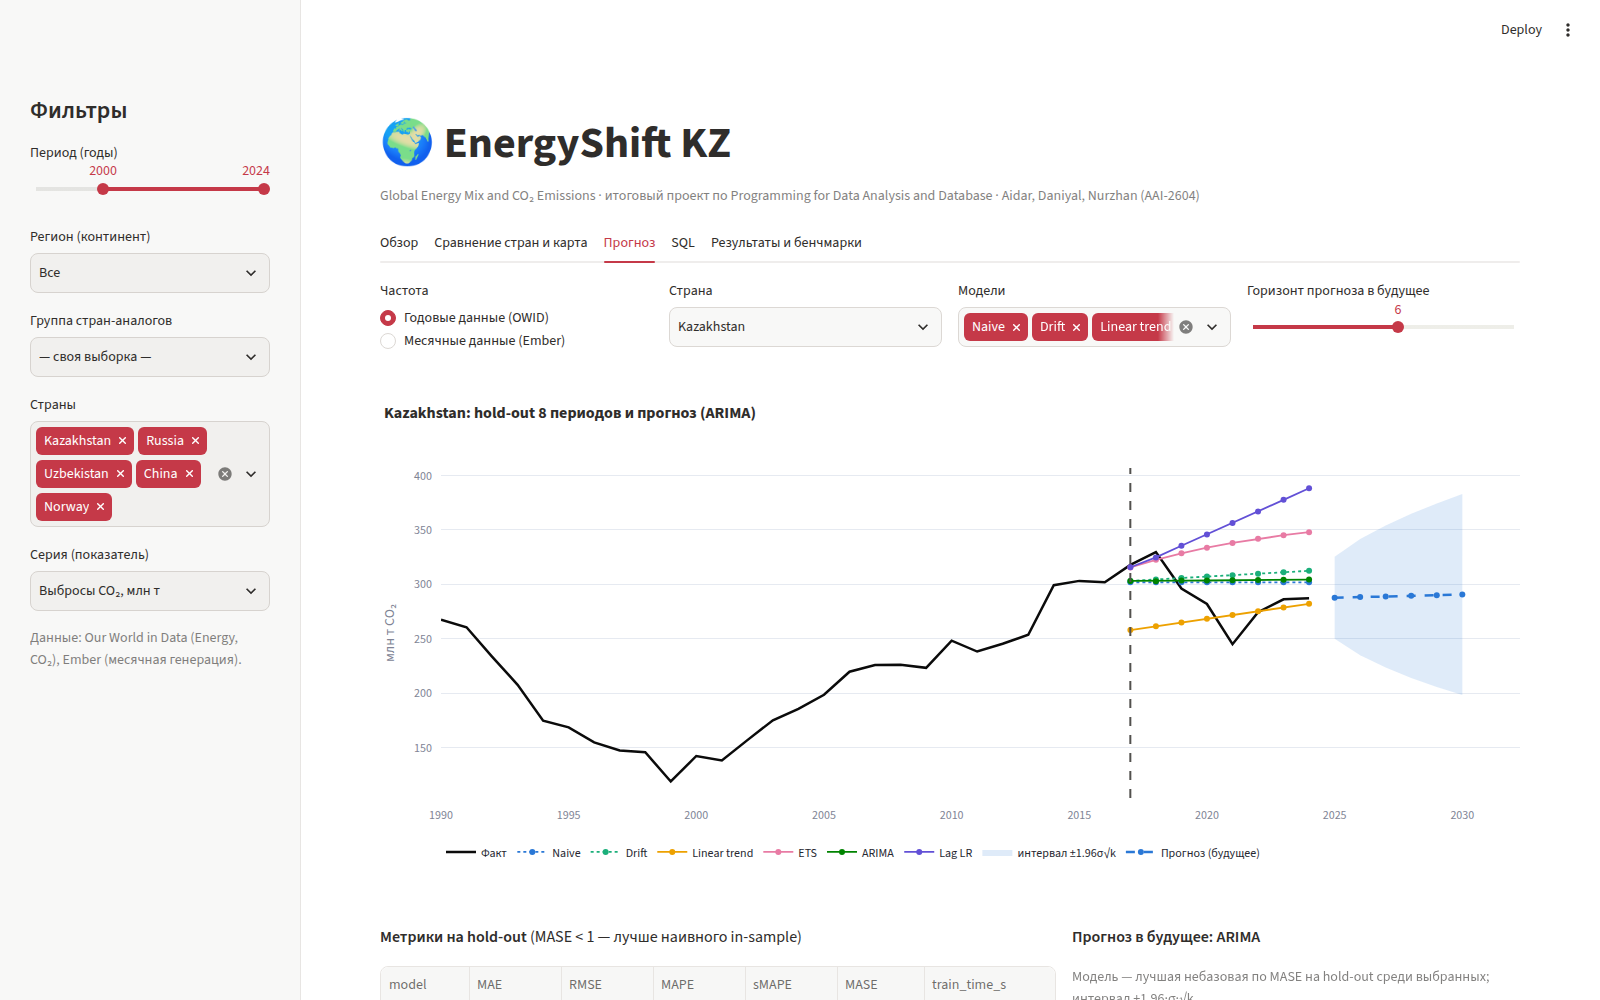 Deploy
Фильтры
Период (годы)
2000 2024
Регион (континент)
Все
Группа стран-аналогов
— своя выборка —
Страны
Kazakhstan Russia
Uzbekistan China
Norway
Серия (показатель)
Выбросы CO₂, млн т
Данные: Our World in Data (Energy,
CO₂), Ember (месячная генерация).
EnergyShift KZ
Global Energy Mix and CO₂ Emissions · итоговый проект по Programming for Data Analysis and Database · Aidar, Daniyal, Nurzhan (AAI-2604)
Обзор Сравнение стран и карта Прогноз SQL Результаты и бенчмарки
Частота
Годовые данные (OWID)
Месячные данные (Ember)
Страна
Kazakhstan
Модели
Naive Drift Linear trend
Горизонт прогноза в будущее
6
Kazakhstan: hold-out 8 периодов и прогноз (ARIMA)
млн т CO₂
400
350
300
250
200
150
1990 1995 2000 2005 2010 2015 2020 2025 2030
Факт Naive Drift Linear trend ETS ARIMA Lag LR интервал ±1.96σ√k Прогноз (будущее)
Метрики на hold-out (MASE < 1 — лучше наивного in-sample)
model MAE RMSE MAPE sMAPE MASE train_time_s
Прогноз в будущее: ARIMA
Модель — лучшая небазовая по MASE на hold-out среди выбранных;
интервал ±1.96·σ·√k